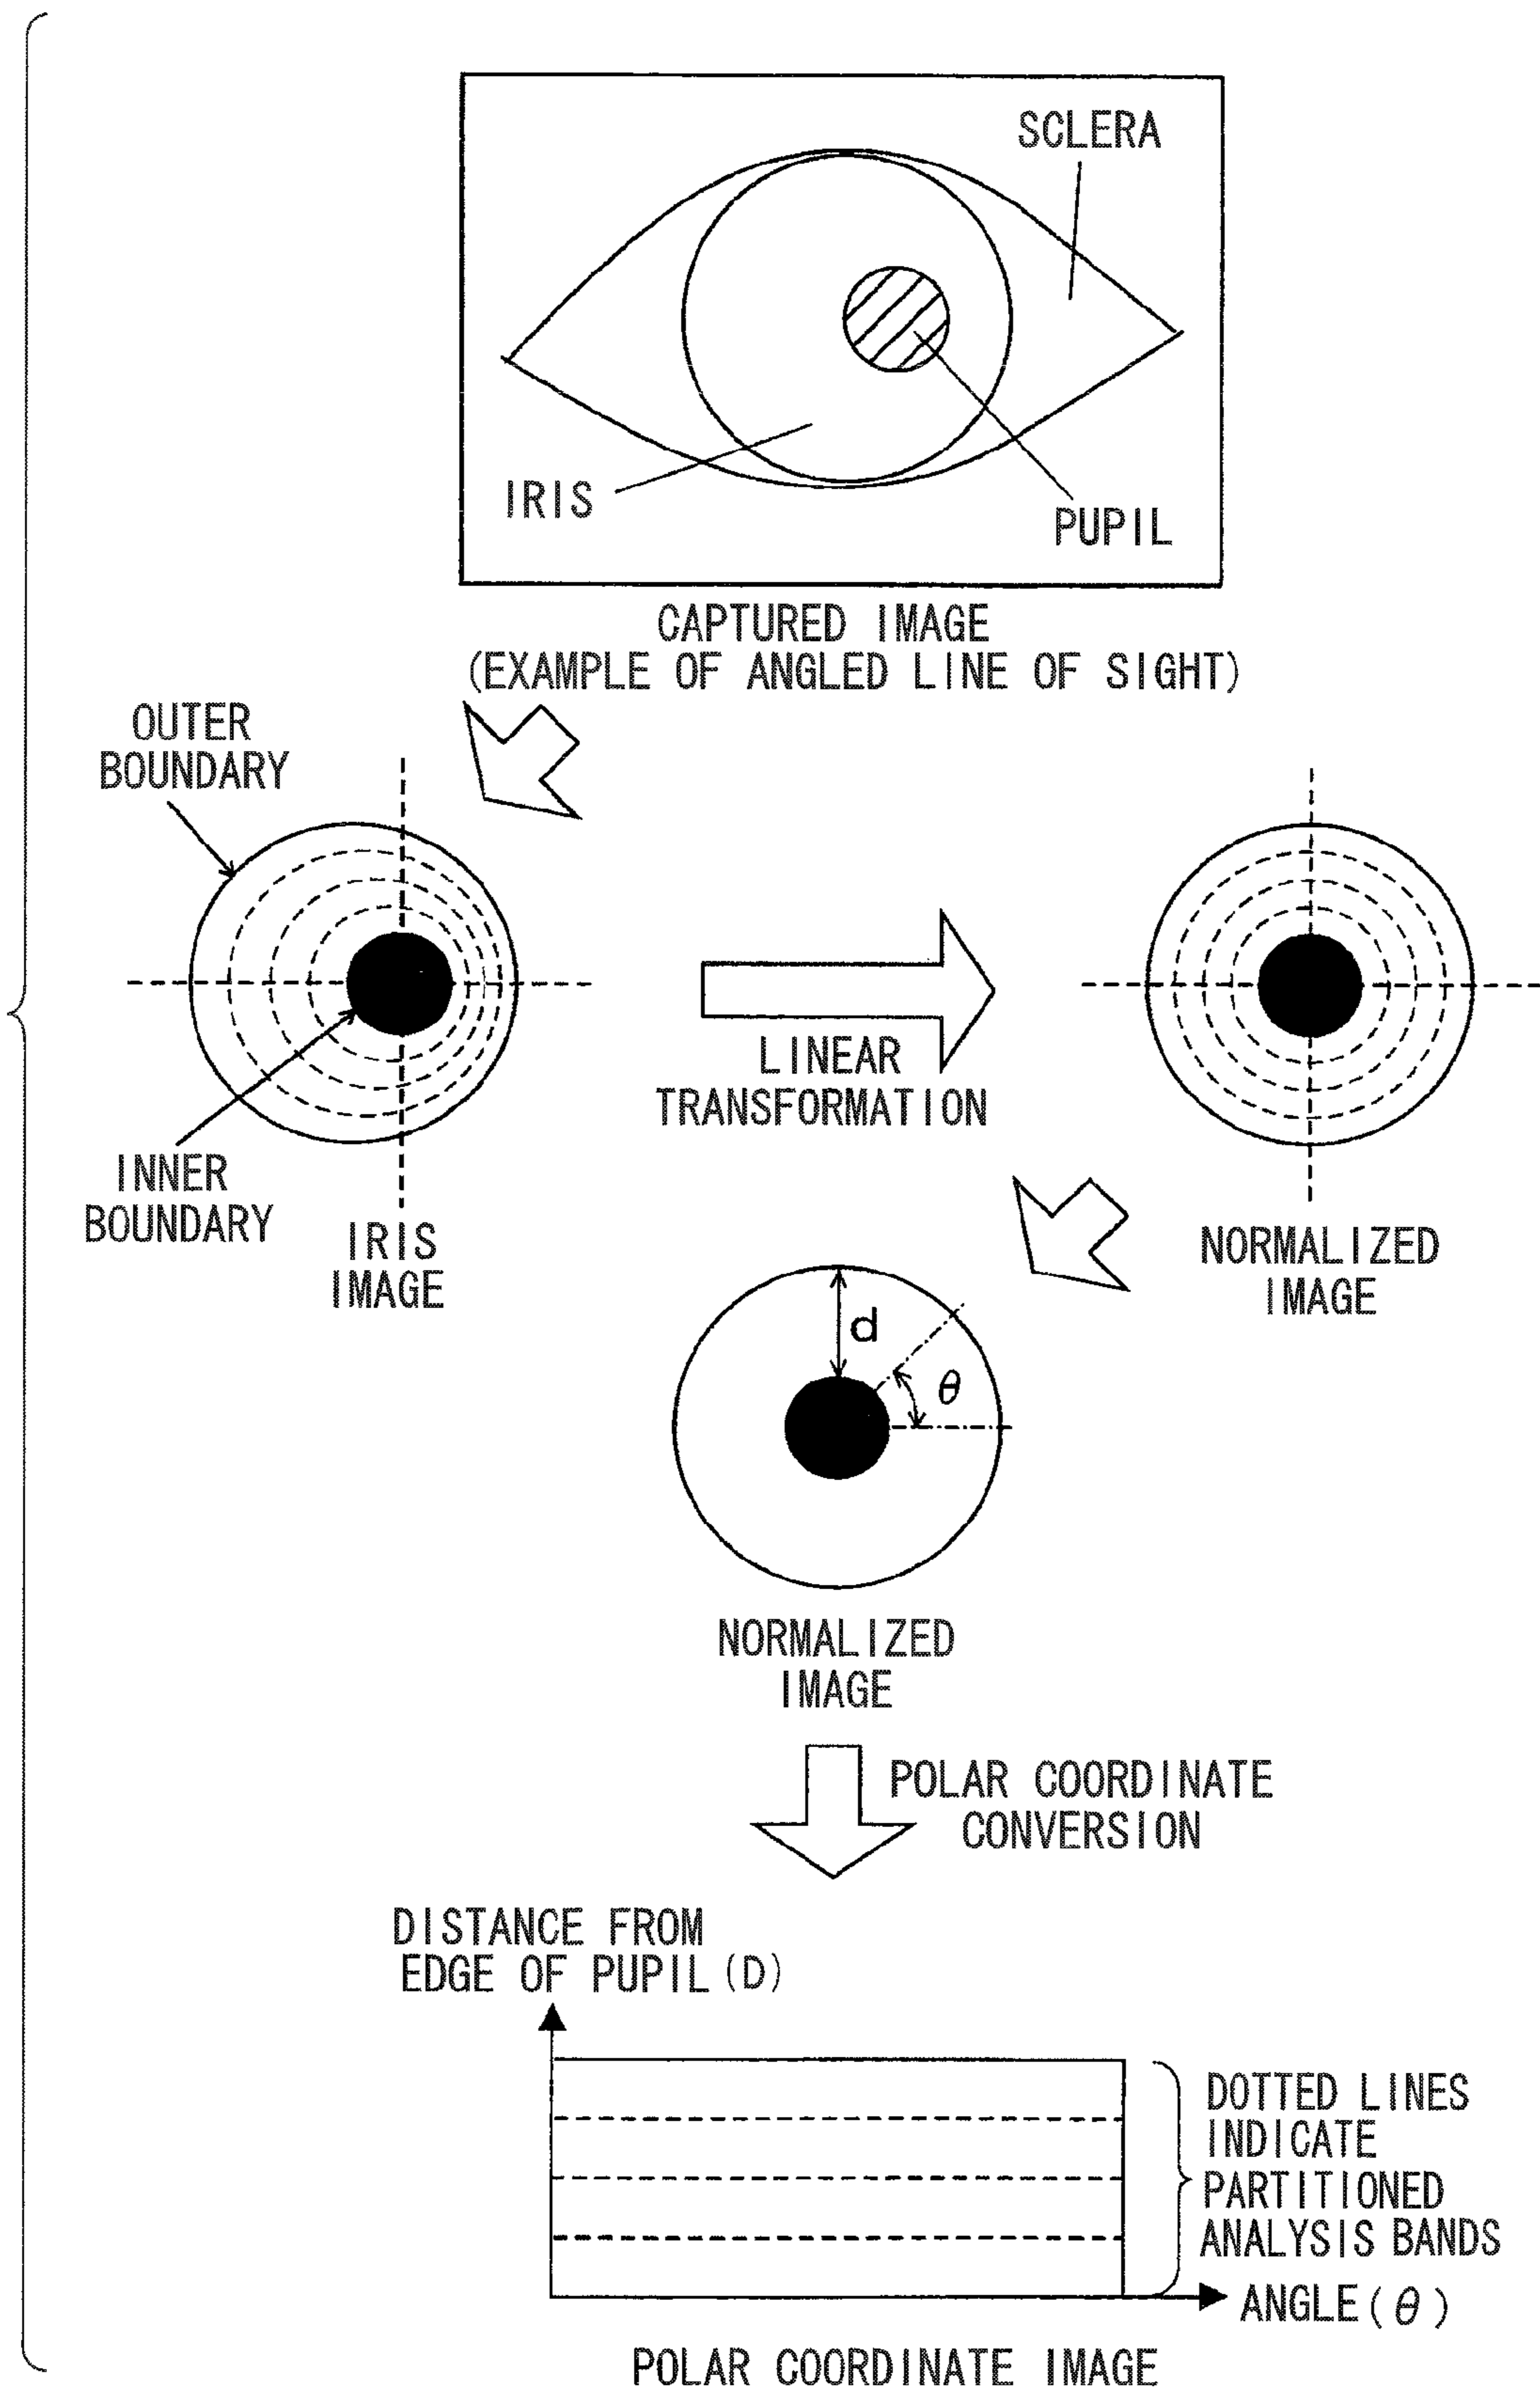 SCLERA
IRIS
PUPIL
CAPTURED IMAGE
(EXAMPLE OF ANGLED LINE OF SIGHT)
OUTER
BOUNDARY
INNER
BOUNDARY
IRIS
IMAGE
LINEAR
TRANSFORMATION
NORMALIZED
IMAGE
d
θ
NORMALIZED
IMAGE
POLAR COORDINATE
CONVERSION
DISTANCE FROM
EDGE OF PUPIL (D)
DOTTED LINES
INDICATE
PARTITIONED
ANALYSIS BANDS
ANGLE (θ)
POLAR COORDINATE IMAGE